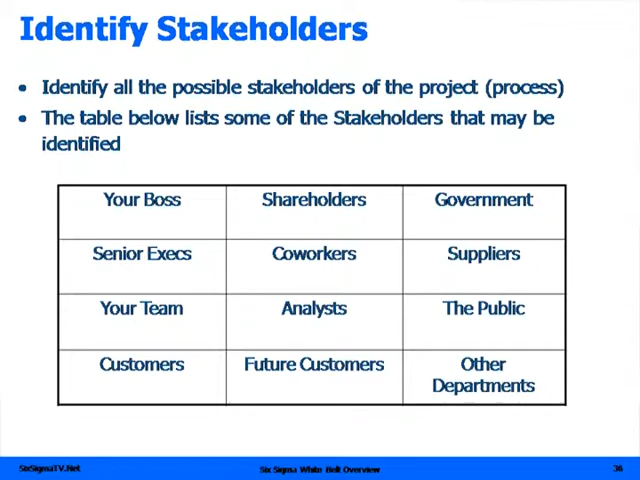 Identify Stakeholders
• Identify all the possible stakeholders of the project (process)
• The table below lists some of the Stakeholders that may be
identified
Your Boss Shareholders Government
Senior Execs Coworkers Suppliers
Your Team Analysts The Public
Customers Future Customers Other
Departments
SixSigmaTV.Net Six Sigma White Belt Overview 36